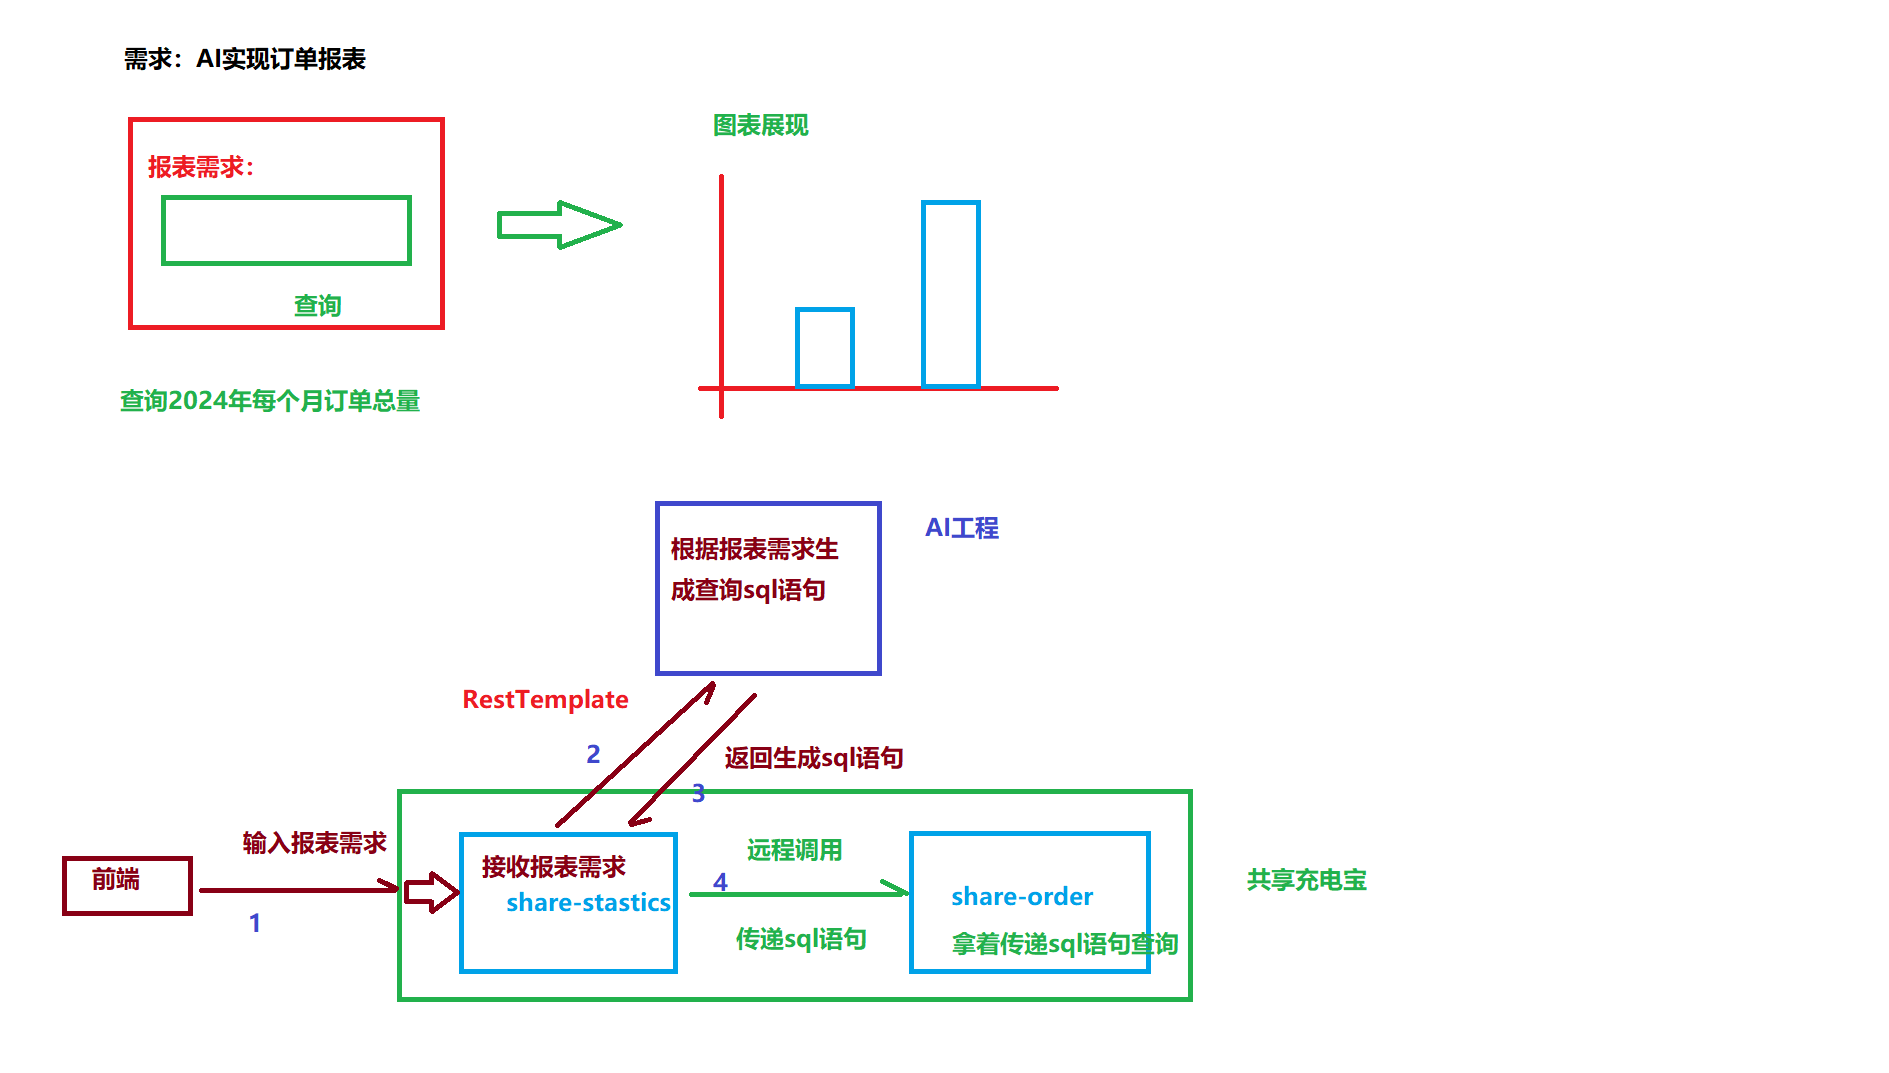 需求：AI实现订单报表
图表展现
报表需求：
查询
查询2024年每个月订单总量
AI工程
根据报表需求生
成查询sql语句
RestTemplate
2
返回生成sql语句
3
输入报表需求
前端
1
接收报表需求
share-stastics
远程调用
4
传递sql语句
share-order
拿着传递sql语句查询
共享充电宝